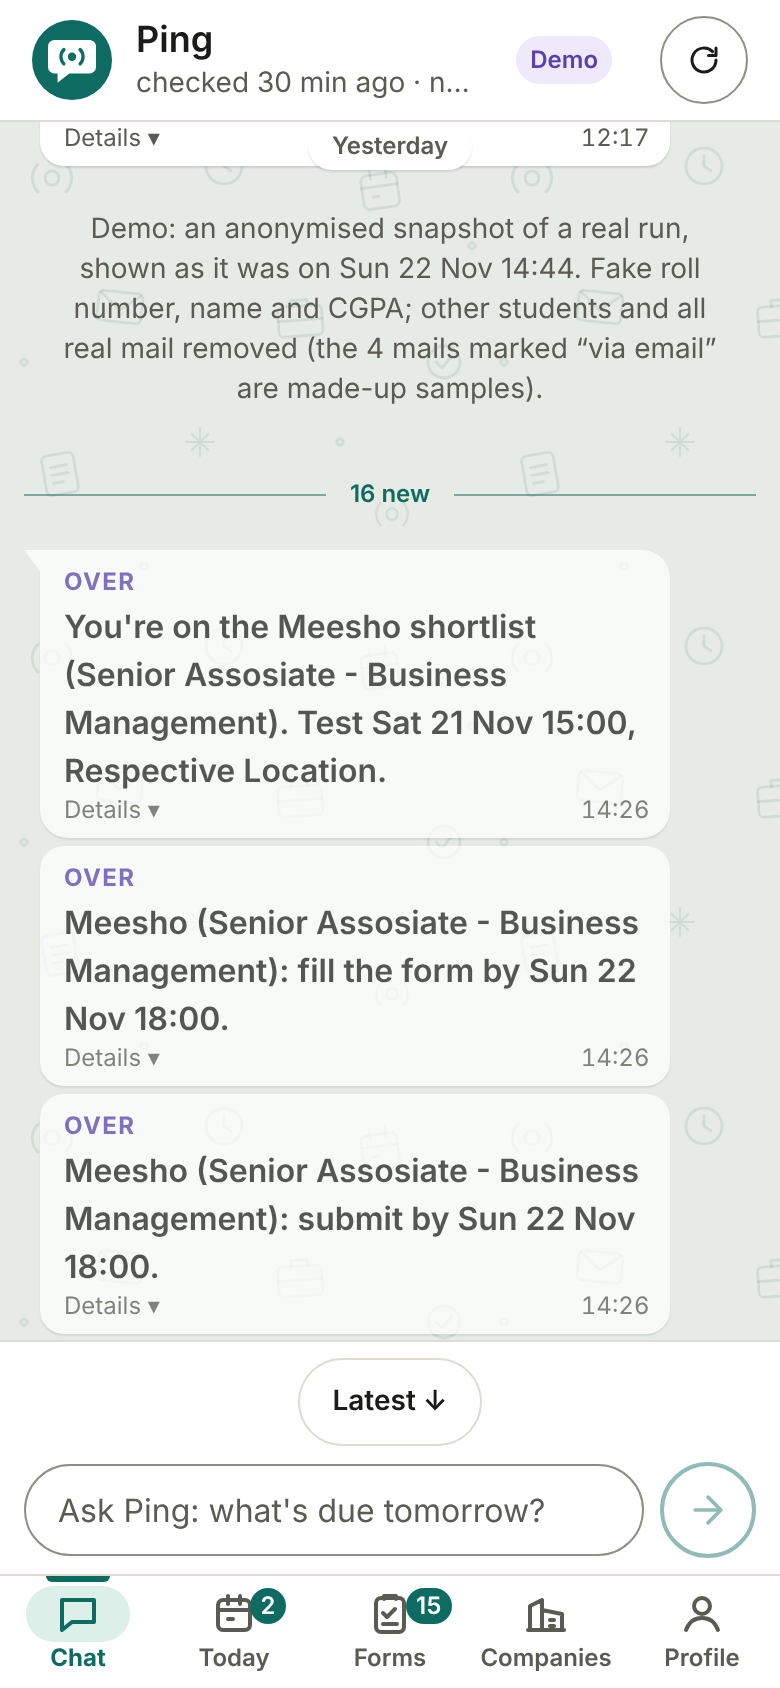 Ping
checked 30 min ago · n...
Demo
Details ▾
12:17
Yesterday
Demo: an anonymised snapshot of a real run,
shown as it was on Sun 22 Nov 14:44. Fake roll
number, name and CGPA; other students and all
real mail removed (the 4 mails marked “via email”
are made-up samples).
16 new
OVER
You're on the Meesho shortlist
(Senior Assosiate - Business
Management). Test Sat 21 Nov 15:00,
Respective Location.
Details ▾
14:26
OVER
Meesho (Senior Assosiate - Business
Management): fill the form by Sun 22
Nov 18:00.
Details ▾
14:26
OVER
Meesho (Senior Assosiate - Business
Management): submit by Sun 22 Nov
18:00.
Details ▾
14:26
Latest ↓
Ask Ping: what's due tomorrow?
2
15
Chat
Today
Forms
Companies
Profile